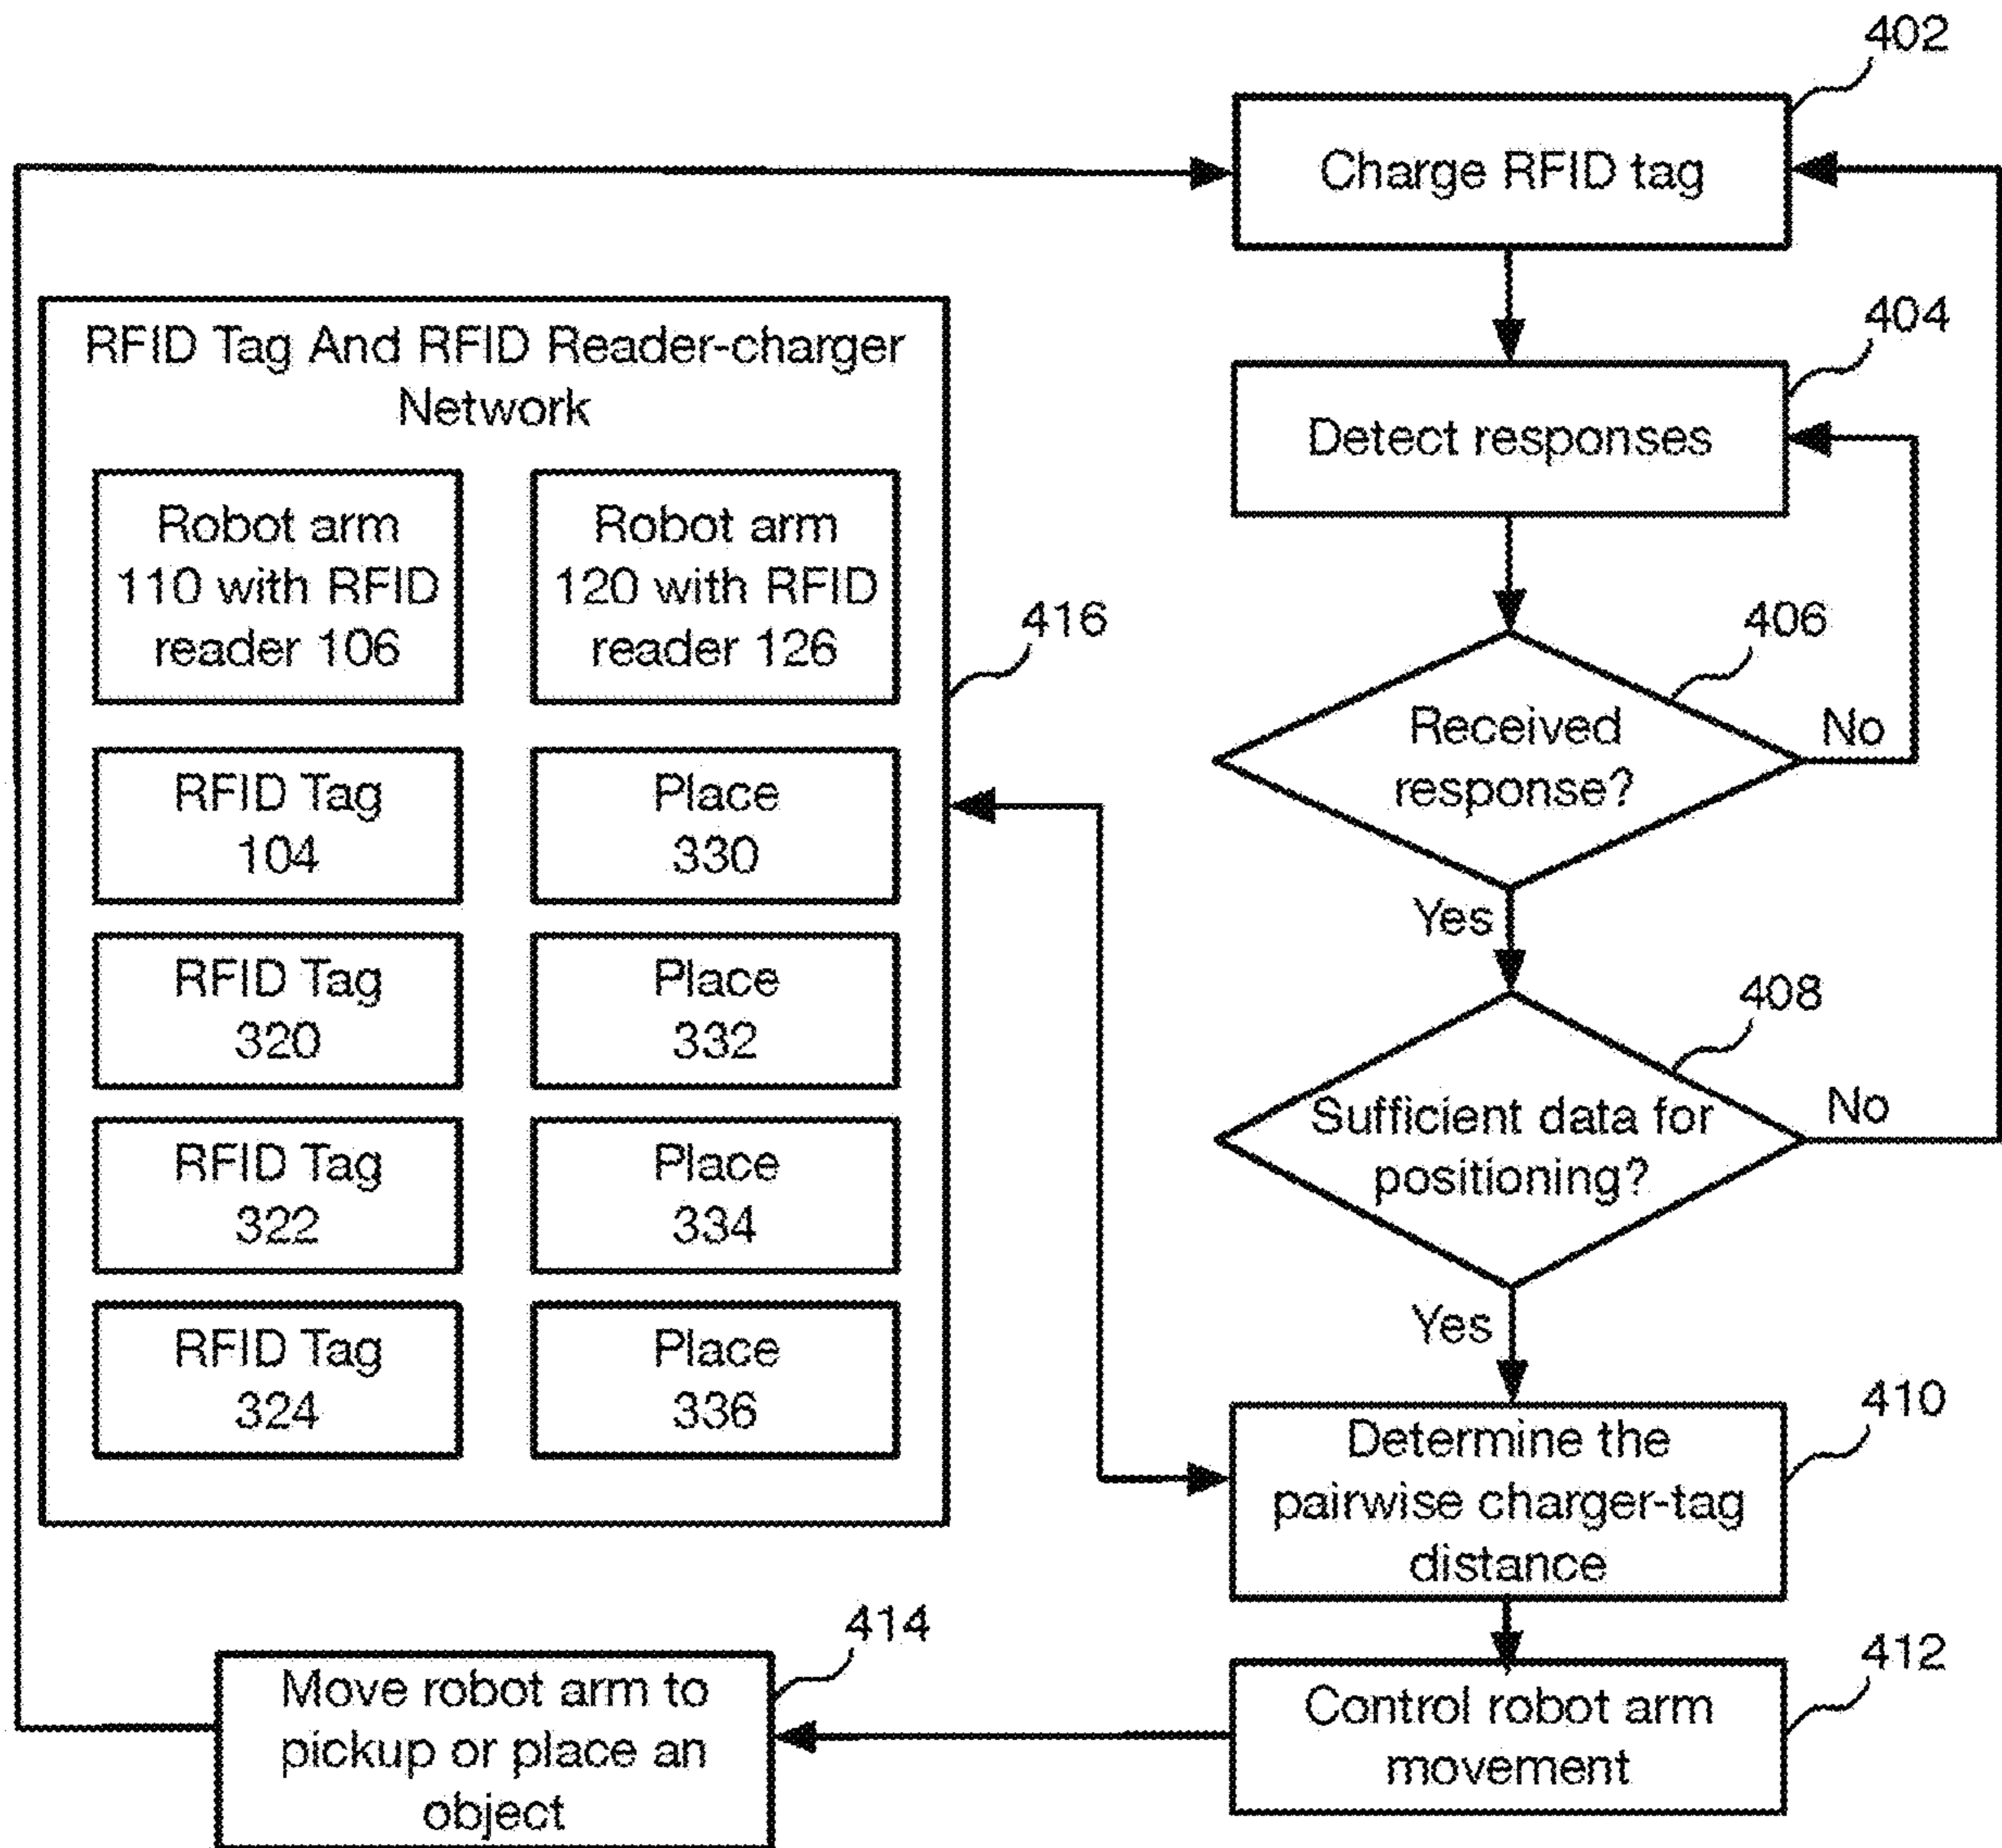 402
Charge RFID tag
404
Detect responses
406
Received
response?
No
Yes
408
Sufficient data for
positioning?
No
Yes
410
Determine the
pairwise charger-tag
distance
412
Control robot arm
movement
414
Move robot arm to
pickup or place an
object
416
RFID Tag And RFID Reader-charger
Network
Robot arm
110 with RFID
reader 106
Robot arm
120 with RFID
reader 126
RFID Tag
104
Place
330
RFID Tag
320
Place
332
RFID Tag
322
Place
334
RFID Tag
324
Place
336